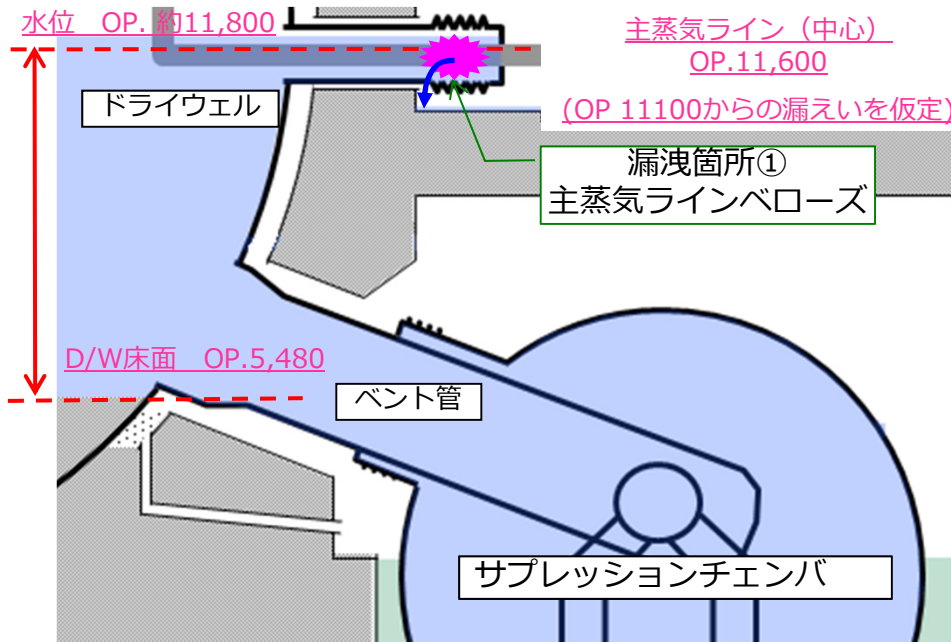 水位　OP. 約11,800
主蒸気ライン（中心）
OP.11,600
(OP 11100からの漏えいを仮定)
ドライウェル
漏洩箇所①
主蒸気ラインベローズ
D/W床面　OP.5,480
ベント管
サプレッションチェンバ